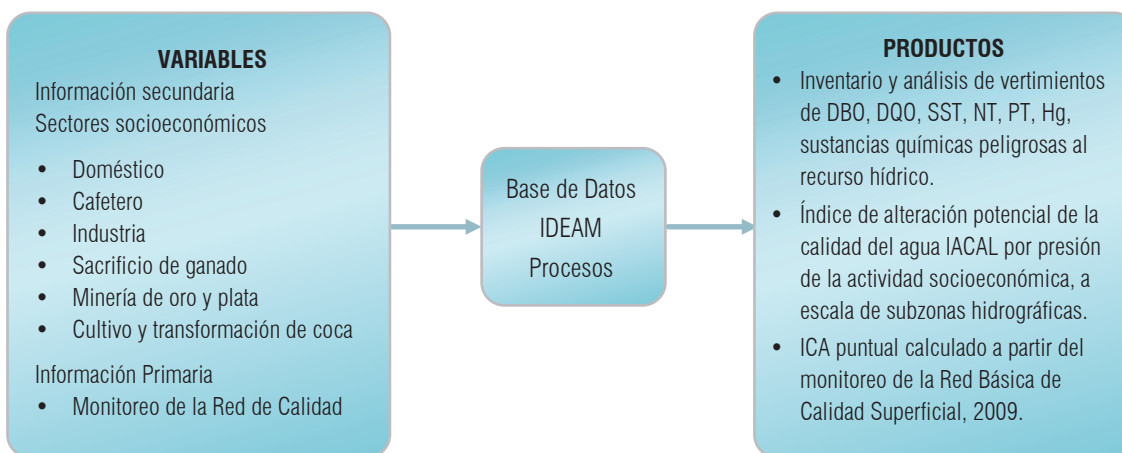 VARIABLES
Información secundaria
Sectores socioeconómicos
• Doméstico
• Cafetero
• Industria
• Sacrificio de ganado
• Minería de oro y plata
• Cultivo y transformación de coca
Información Primaria
• Monitoreo de la Red de Calidad
Base de Datos
IDEAM
Procesos
PRODUCTOS
• Inventario y análisis de vertimientos
de DBO, DQO, SST, NT, PT, Hg,
sustancias químicas peligrosas al
recurso hídrico.
• Índice de alteración potencial de la
calidad del agua IACAL por presión
de la actividad socioeconómica, a
escala de subzonas hidrográficas.
• ICA puntual calculado a partir del
monitoreo de la Red Básica de
Calidad Superficial, 2009.